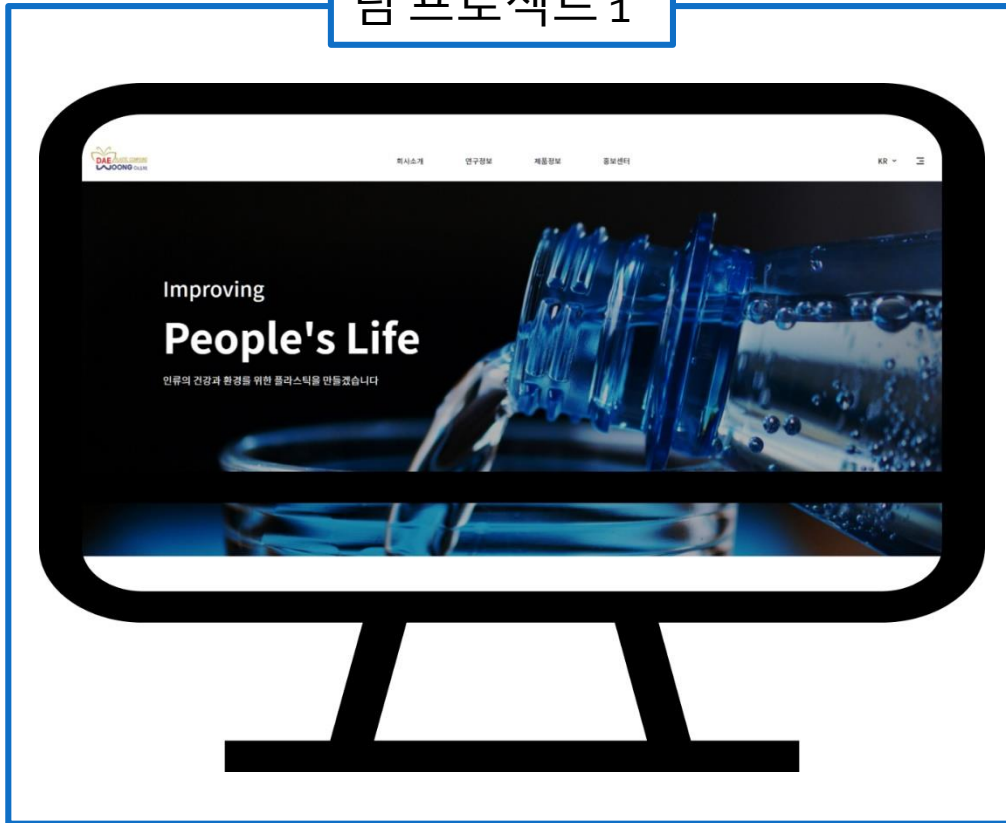 팀 프로젝트 1
DAE
WOONG CO.,LTD
회사소개 연구정보 제품정보 홍보센터 KR
Improving
People's Life
인류의 건강과 환경을 위한 플라스틱을 만들겠습니다